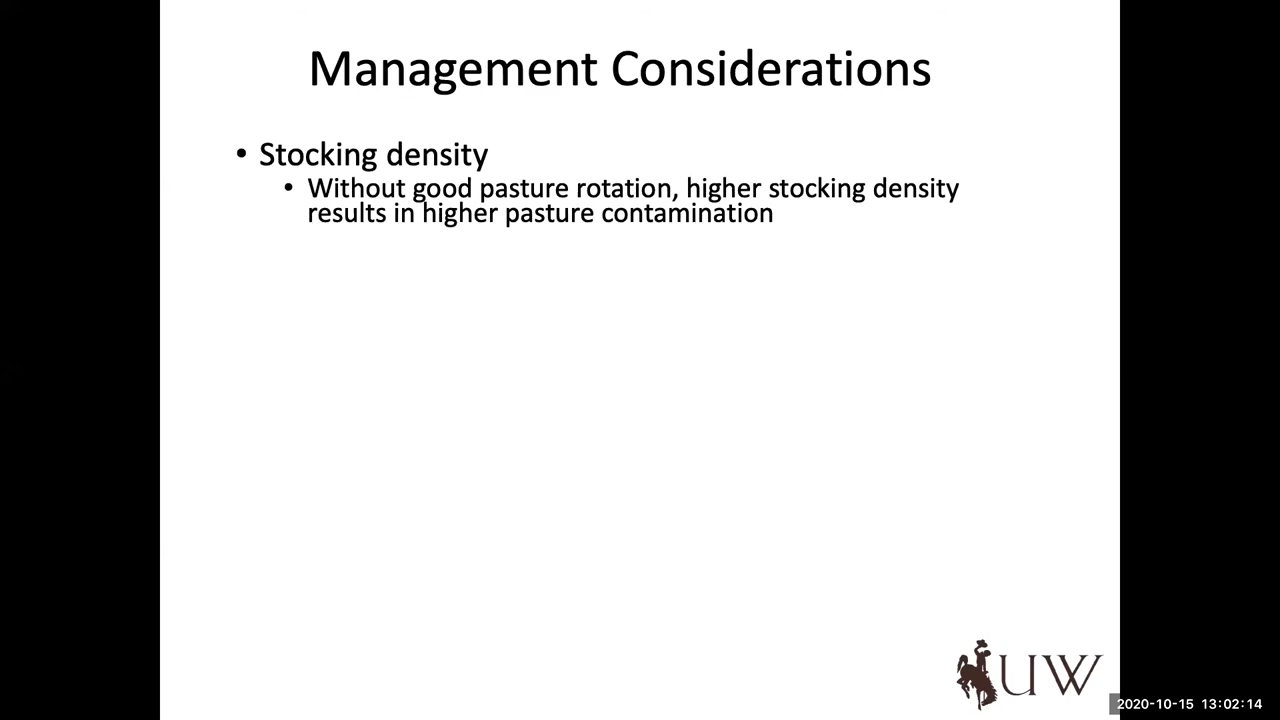 Management Considerations
• Stocking density
• Without good pasture rotation, higher stocking density
results in higher pasture contamination
UW
2020-10-15 13:02:14